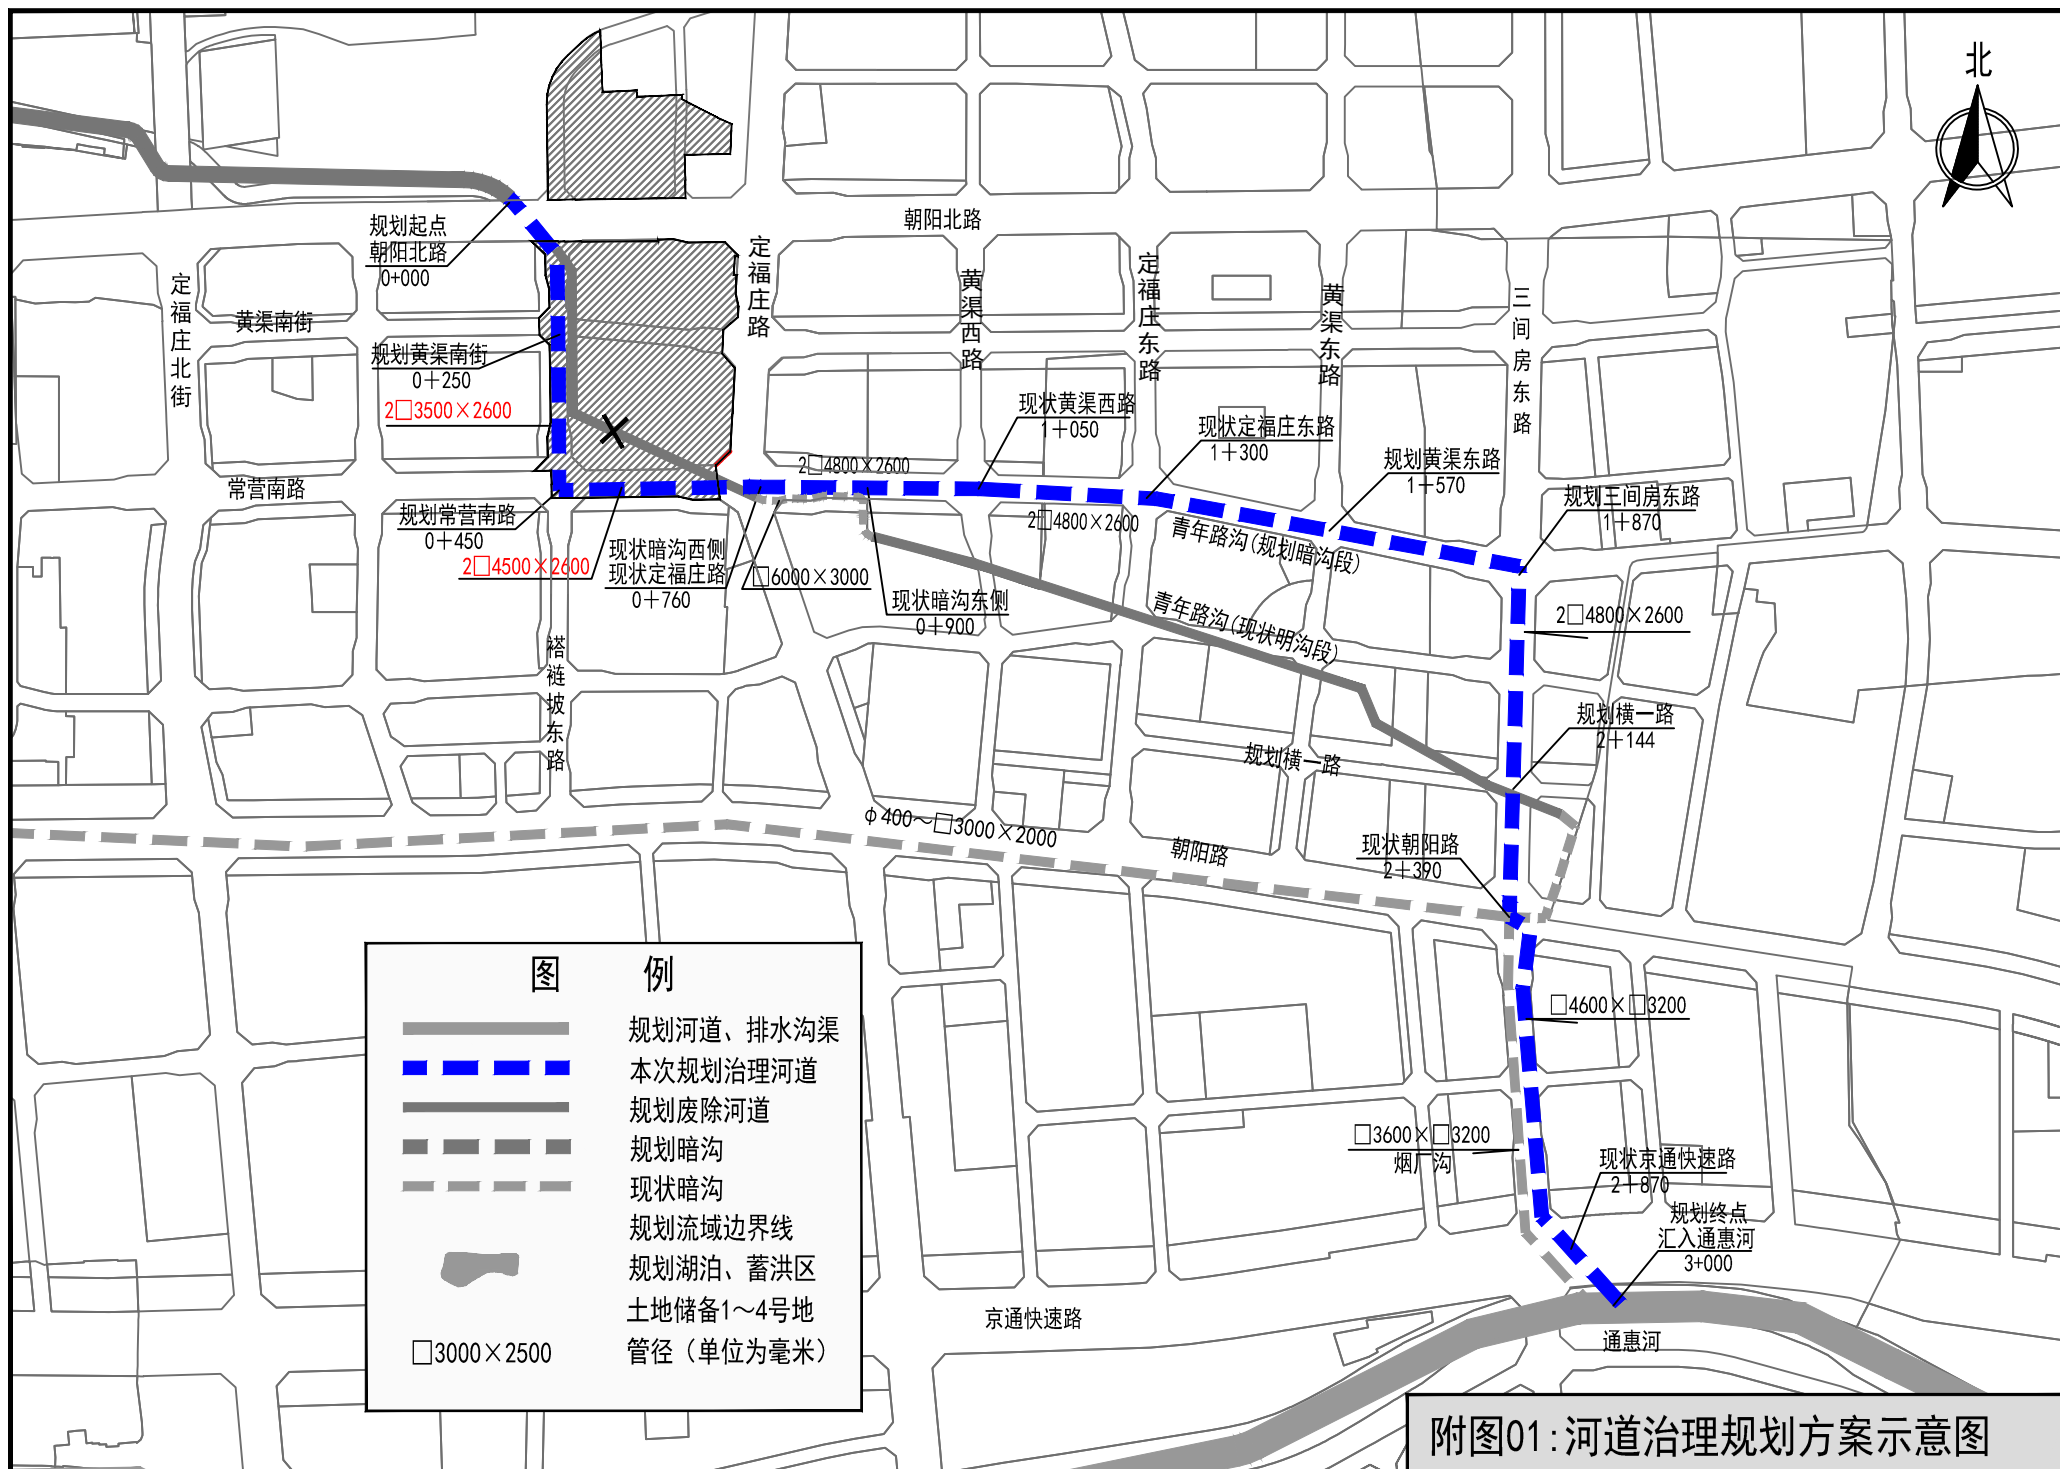 北
朝阳北路
规划起点
朝阳北路
0+000
定福庄北街
黄渠南街
规划黄渠南街
0+250
2□3500×2600
定福庄路
黄渠西路
定福庄东路
黄渠东路
三间房东路
现状黄渠西路
1+050
现状定福庄东路
1+300
规划黄渠东路
1+570
规划三间房东路
1+870
常营南路
规划常营南路
0+450
2□4500×2600
2□4800×2600
现状暗沟西侧
现状定福庄路
0+760
□6000×3000
现状暗沟东侧
0+900
2□4800×2600
青年路沟(规划暗沟段)
青年路沟(现状明沟段)
2□4800×2600
褡裢坡东路
规划横一路
规划横一路
2+144
φ400～□3000×2000
朝阳路
现状朝阳路
2+390
□4600×□3200
□3600×□3200
烟厂沟
现状京通快速路
2+870
规划终点
汇入通惠河
3+000
京通快速路
通惠河
图 例
规划河道、排水沟渠
本次规划治理河道
规划废除河道
规划暗沟
现状暗沟
规划流域边界线
规划湖泊、蓄洪区
土地储备1～4号地
□3000×2500 管径（单位为毫米）
附图01:河道治理规划方案示意图